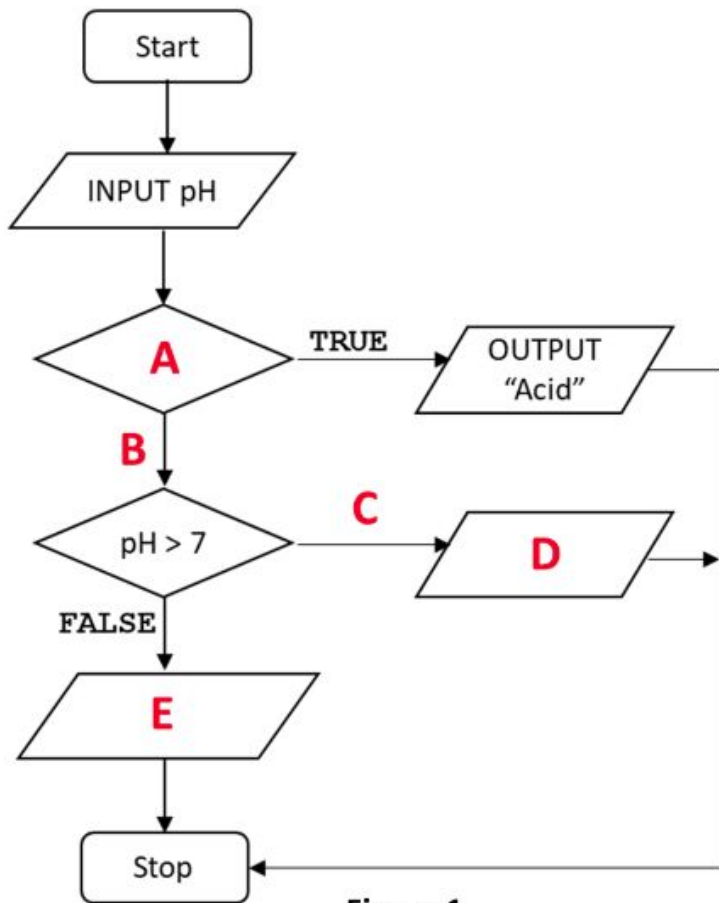 Start
INPUT pH
A
TRUE
OUTPUT
“Acid”
B
pH > 7
C
D
FALSE
E
Stop